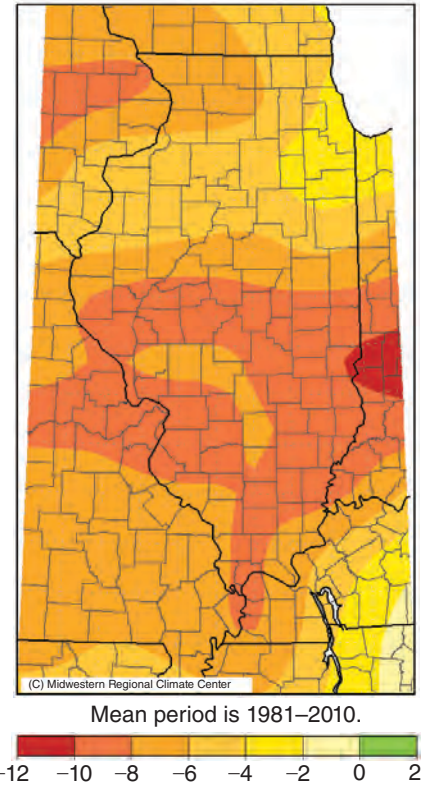 (C) Midwestern Regional Climate Center
Mean period is 1981–2010.
−12 −10 −8 −6 −4 −2 0 2